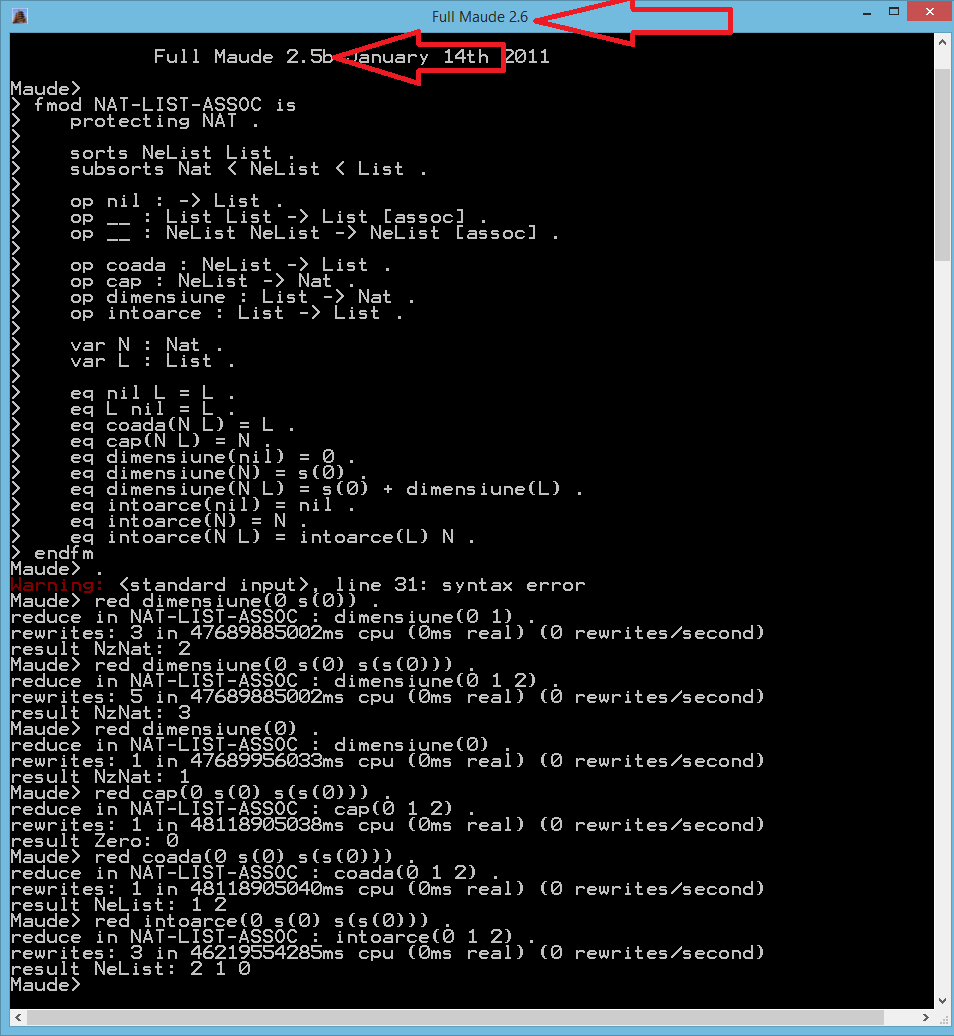 Full Maude 2.6
Full Maude 2.5b January 14th 2011
Maude>
> fmod NAT-LIST-ASSOC is
>     protecting NAT .
>
>     sorts NeList List .
>     subsorts Nat < NeList < List .
>
>     op nil : -> List .
>     op __ : List List -> List [assoc] .
>     op __ : NeList NeList -> NeList [assoc] .
>
>     op coada : NeList -> List .
>     op cap : NeList -> Nat .
>     op dimensiune : List -> Nat .
>     op intoarce : List -> List .
>
>     var N : Nat .
>     var L : List .
>
>     eq nil L = L .
>     eq L nil = L .
>     eq coada(N L) = L .
>     eq cap(N L) = N .
>     eq dimensiune(nil) = 0 .
>     eq dimensiune(N) = s(0) .
>     eq dimensiune(N L) = s(0) + dimensiune(L) .
>     eq intoarce(nil) = nil .
>     eq intoarce(N) = N .
>     eq intoarce(N L) = intoarce(L) N .
> endfm
Maude> .
Warning: <standard input>, line 31: syntax error
Maude> red dimensiune(0 s(0)) .
reduce in NAT-LIST-ASSOC : dimensiune(0 1) .
rewrites: 3 in 47689885002ms cpu (0ms real) (0 rewrites/second)
result NzNat: 2
Maude> red dimensiune(0 s(0) s(s(0))) .
reduce in NAT-LIST-ASSOC : dimensiune(0 1 2) .
rewrites: 5 in 47689885002ms cpu (0ms real) (0 rewrites/second)
result NzNat: 3
Maude> red dimensiune(0) .
reduce in NAT-LIST-ASSOC : dimensiune(0) .
rewrites: 1 in 47689956033ms cpu (0ms real) (0 rewrites/second)
result NzNat: 1
Maude> red cap(0 s(0) s(s(0))) .
reduce in NAT-LIST-ASSOC : cap(0 1 2) .
rewrites: 1 in 48118905038ms cpu (0ms real) (0 rewrites/second)
result Zero: 0
Maude> red coada(0 s(0) s(s(0))) .
reduce in NAT-LIST-ASSOC : coada(0 1 2) .
rewrites: 1 in 48118905040ms cpu (0ms real) (0 rewrites/second)
result NeList: 1 2
Maude> red intoarce(0 s(0) s(s(0))) .
reduce in NAT-LIST-ASSOC : intoarce(0 1 2) .
rewrites: 3 in 46219554285ms cpu (0ms real) (0 rewrites/second)
result NeList: 2 1 0
Maude>